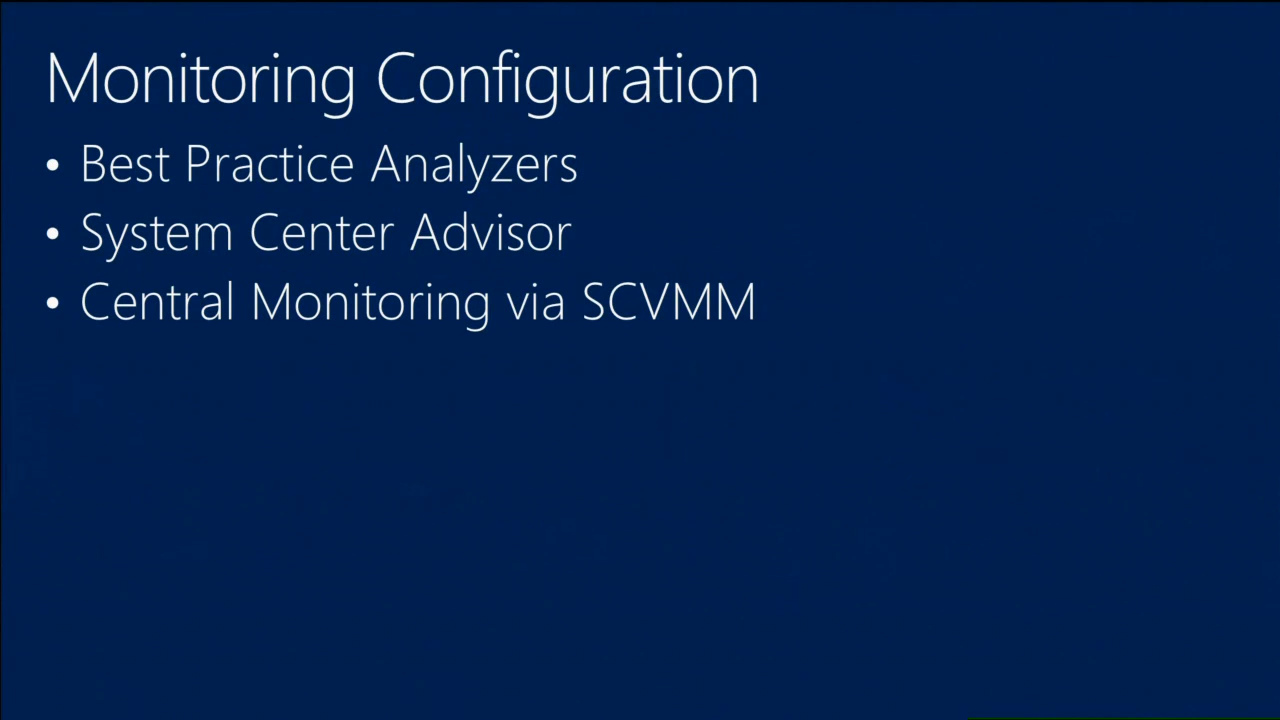 Monitoring Configuration
• Best Practice Analyzers
• System Center Advisor
• Central Monitoring via SCVMM